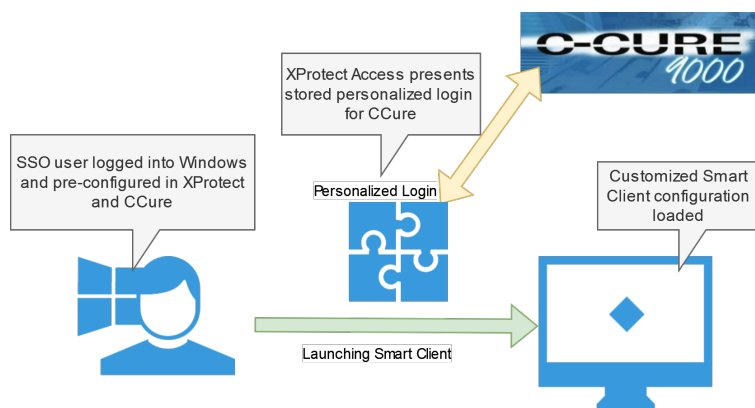 C-CURE
9000
XProtect Access presents
stored personalized login
for CCure
SSO user logged into Windows
and pre-configured in XProtect
and CCure
Personalized Login
Customized Smart
Client configuration
loaded
Launching Smart Client